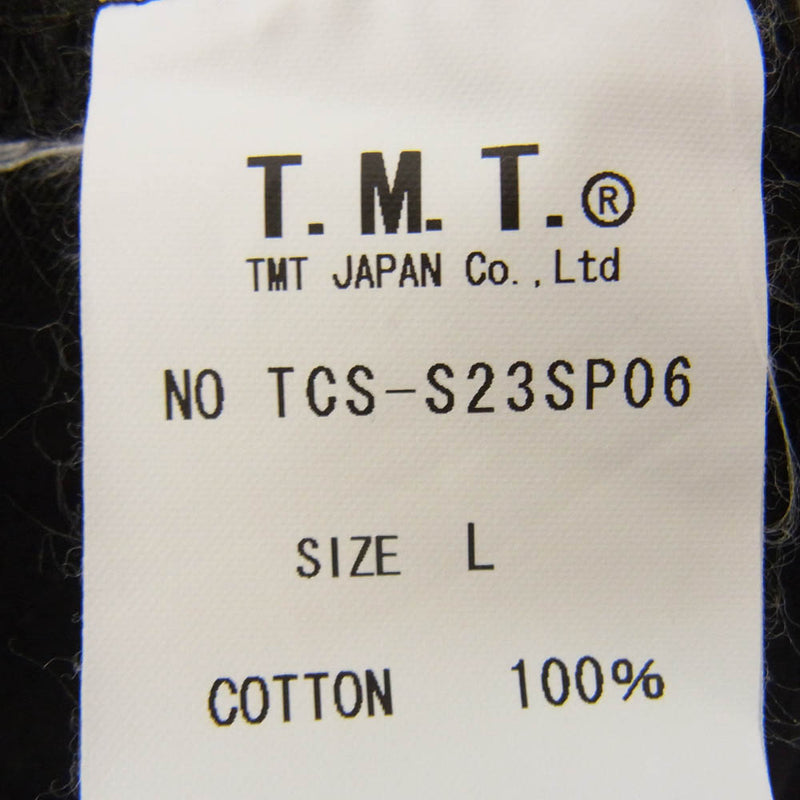 T.M.T.®
TMT JAPAN Co.,Ltd
NO TCS-S23SP06
SIZE L
COTTON 100%